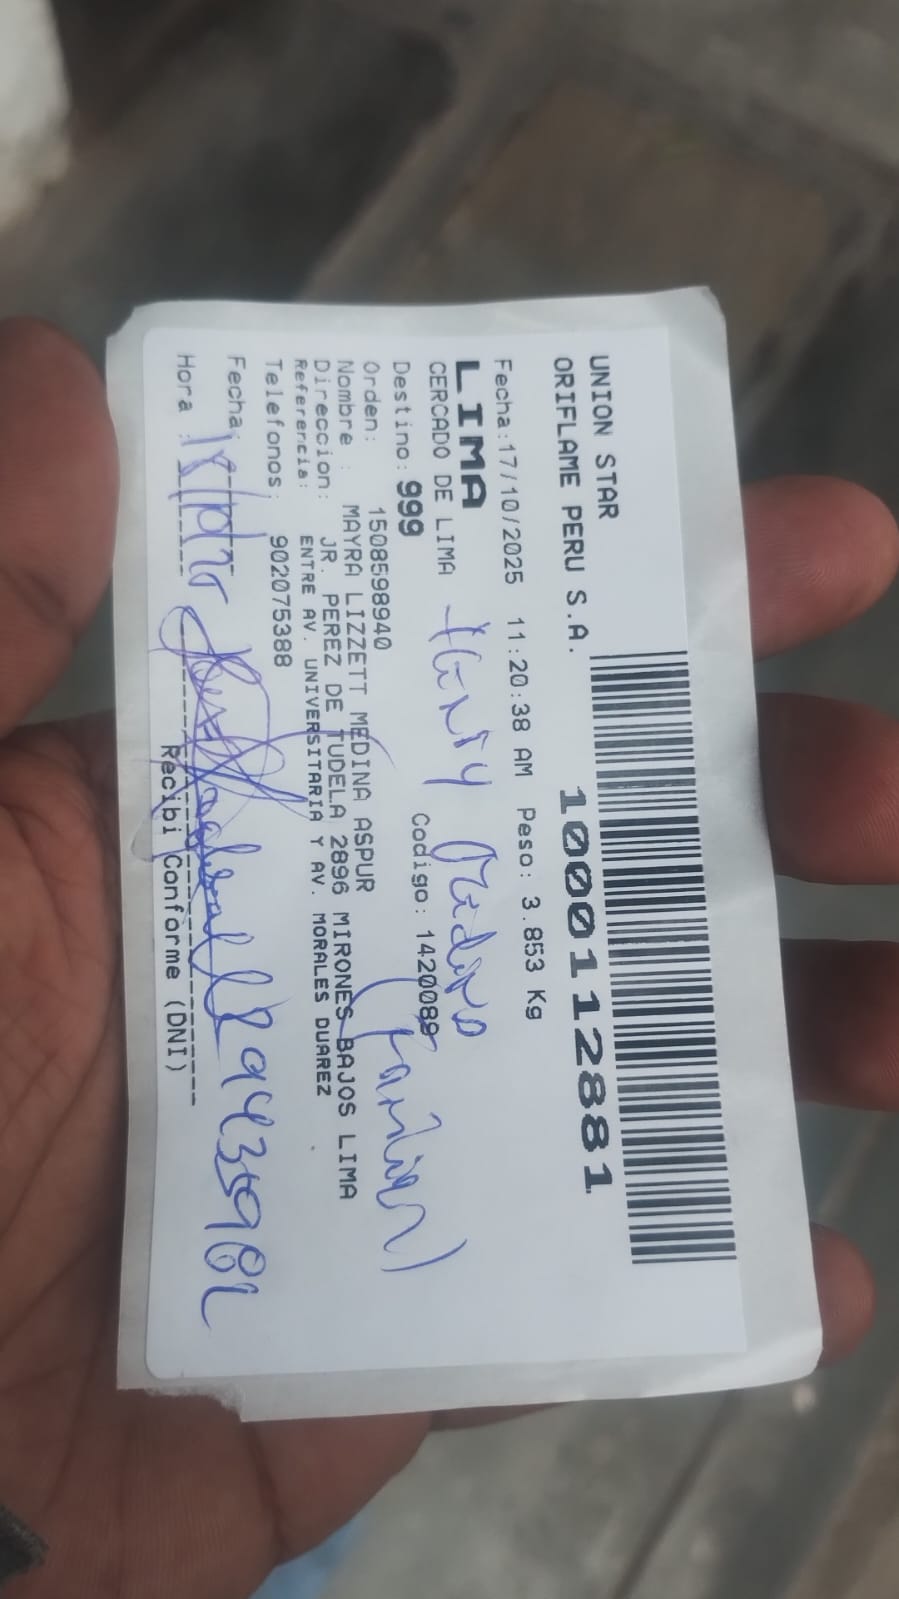 UNION STAR
ORIFLAME PERU S.A. 1000112881
Fecha:17/10/2025 11:20:38 AM Peso: 3.853 Kg
LIMA
CERCADO DE LIMA
Destino: 999 Codigo: 1420089
Orden: 1508598940
Nombre : MAYRA LIZZETT MEDINA ASPUR
Direccion: JR. PEREZ DE TUDELA 2896 MIRONES BAJOS LIMA
Referencia: ENTRE AV. UNIVERSITARIA Y AV. MORALES DUAREZ
Telefonos: 902075388
Fecha:
Hora :
Recibi Conforme (DNI)